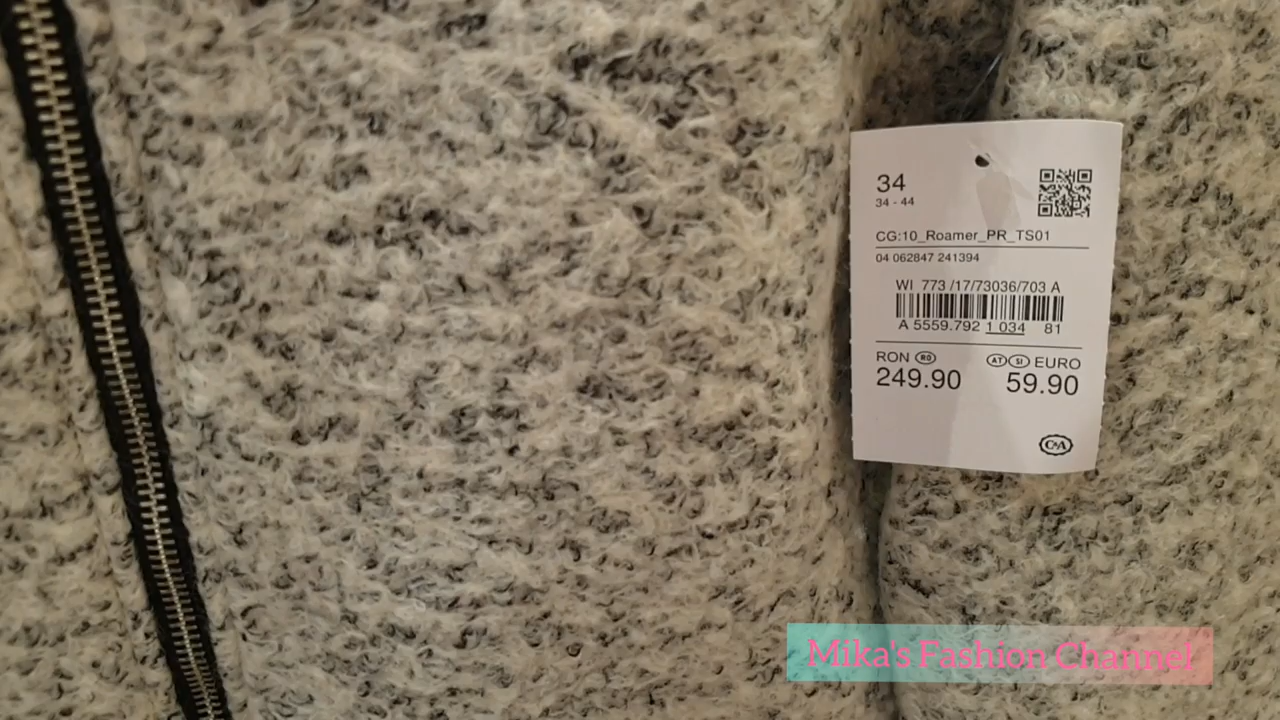 34
34 - 44
CG:10_Roamer_PR_TS01
04 062847 241394
WI 773 /17/73036/703 A
A 5559.792 1 034 81
RON RO AT SI EURO
249.90 59.90
C&A
Mika's Fashion Channel